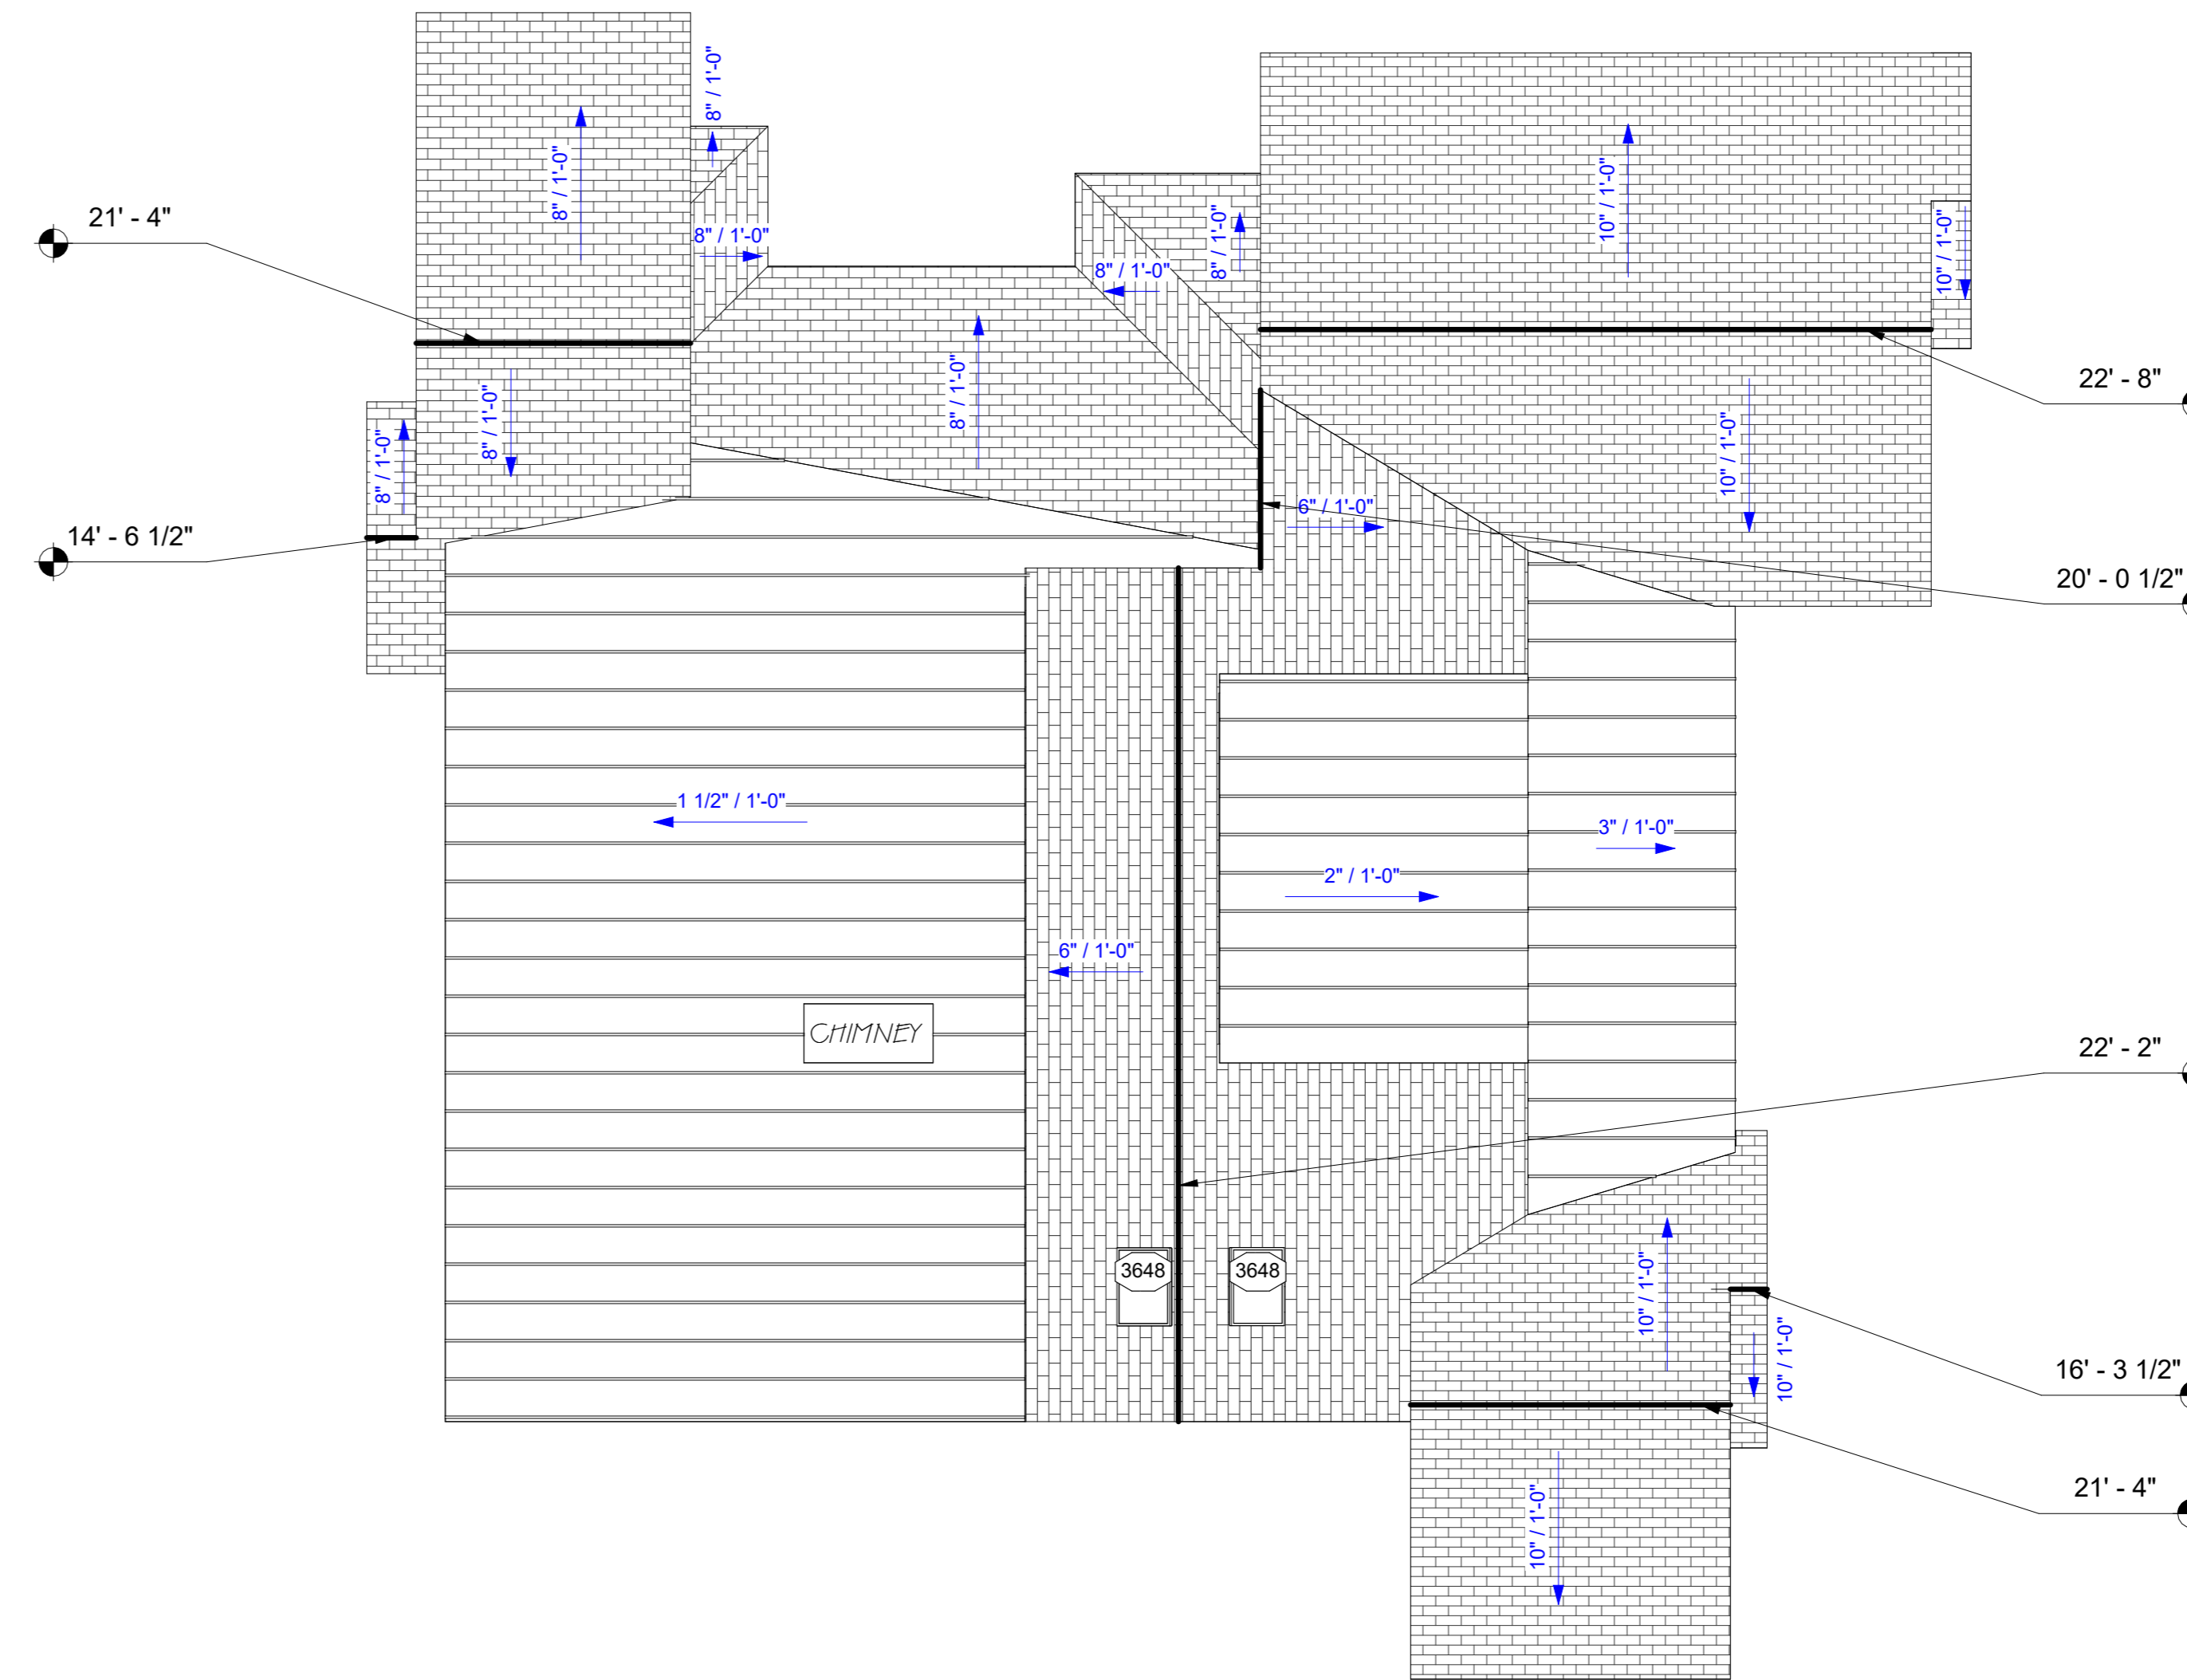 8" / 1'-0"
8" / 1'-0"
8" / 1'-0"
10" / 1'-0"
21' - 4"
8" / 1'-0"
8" / 1'-0"
8" / 1'-0"
10" / 1'-0"
22' - 8"
8" / 1'-0"
8" / 1'-0"
8" / 1'-0"
10" / 1'-0"
6" / 1'-0"
14' - 6 1/2"
20' - 0 1/2"
1 1/2" / 1'-0"
3" / 1'-0"
2" / 1'-0"
6" / 1'-0"
CHIMNEY
22' - 2"
3648
3648
10" / 1'-0"
10" / 1'-0"
16' - 3 1/2"
21' - 4"
10" / 1'-0"